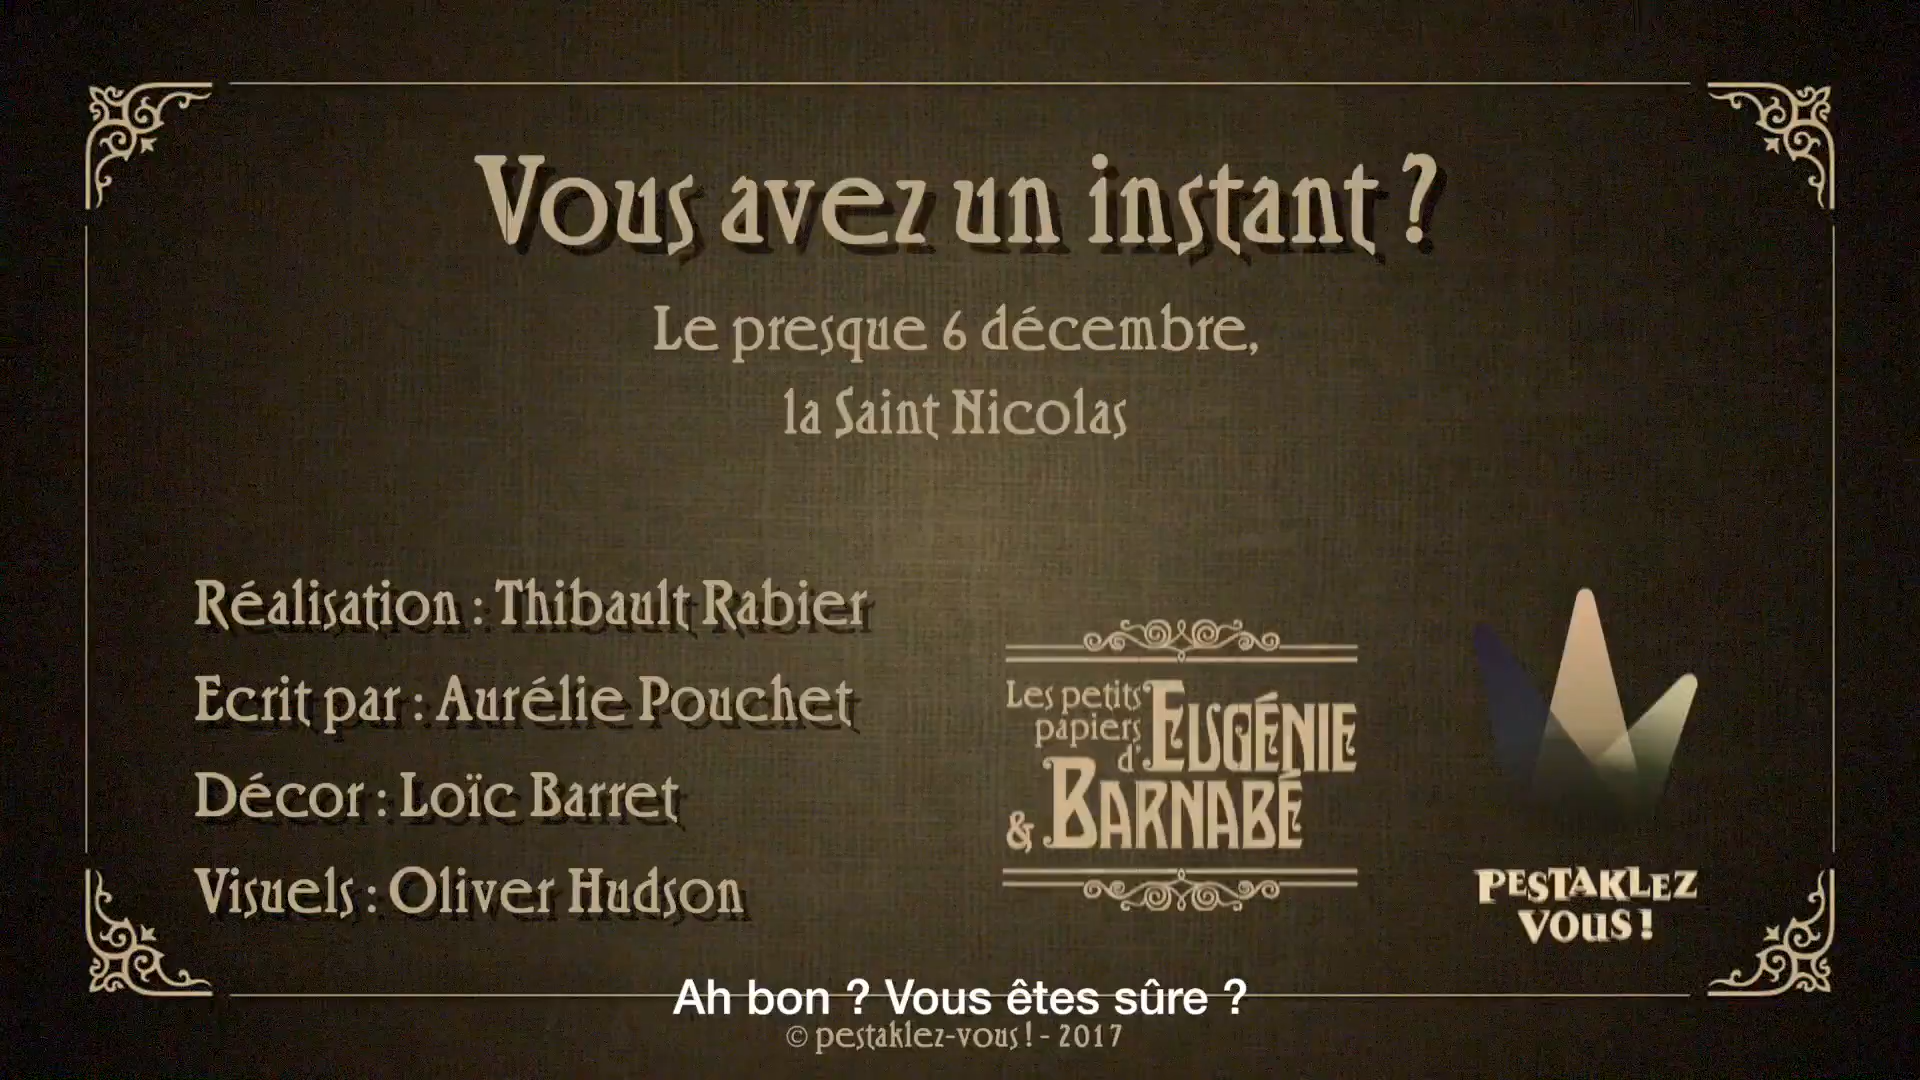 Vous avez un instant ?
Le presque 6 décembre,
la Saint Nicolas
Réalisation : Thibault Rabier
Ecrit par : Aurélie Pouchet
Décor : Loïc Barret
Visuels : Oliver Hudson
Les petits
papiers
d'EUGÉNIE
& BARNABÉ
PESTAKLEZ
VOUS !
Ah bon ? Vous êtes sûre ?
© pestaklez-vous ! - 2017